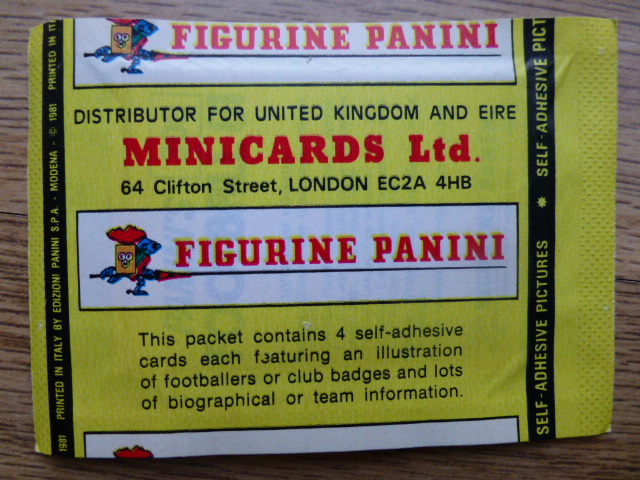 FIGURINE PANINI
DISTRIBUTOR FOR UNITED KINGDOM AND EIRE
MINICARDS Ltd.
64 Clifton Street, LONDON EC2A 4HB
FIGURINE PANINI
This packet contains 4 self-adhesive
cards each featuring an illustration
of footballers or club badges and lots
of biographical or team information.
1981 PRINTED IN ITALY BY EDIZIONI PANINI S.P.A. - MODENA - © 1981 PRINTED IN
SELF-ADHESIVE PICTURES * SELF-ADHESIVE PICT